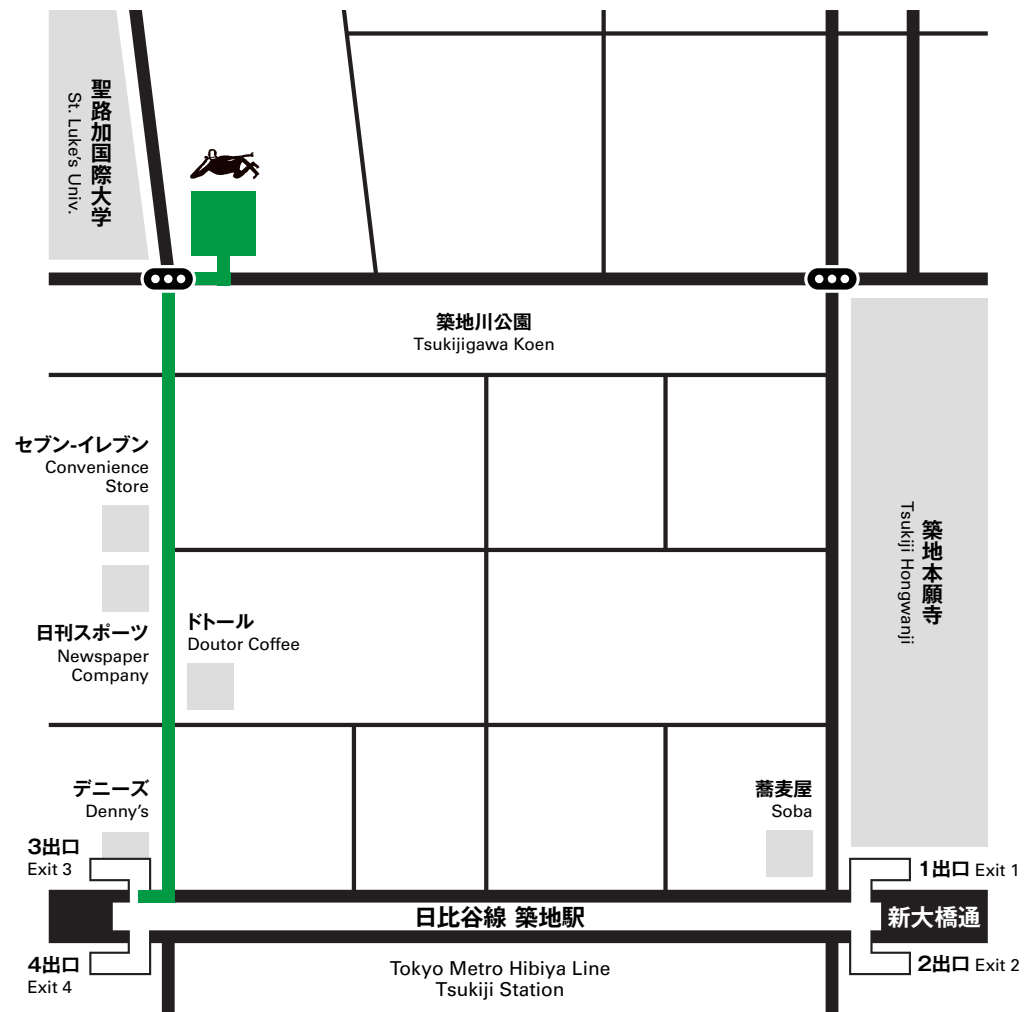 聖路加国際大学
St. Luke's Univ.
築地川公園
Tsukijigawa Koen
セブン-イレブン
Convenience
Store
日刊スポーツ
Newspaper
Company
ドトール
Doutor Coffee
築地本願寺
Tsukiji Hongwanji
デニーズ
Denny's
蕎麦屋
Soba
3出口
Exit 3
1出口 Exit 1
日比谷線 築地駅
新大橋通
4出口
Exit 4
2出口 Exit 2
Tokyo Metro Hibiya Line
Tsukiji Station